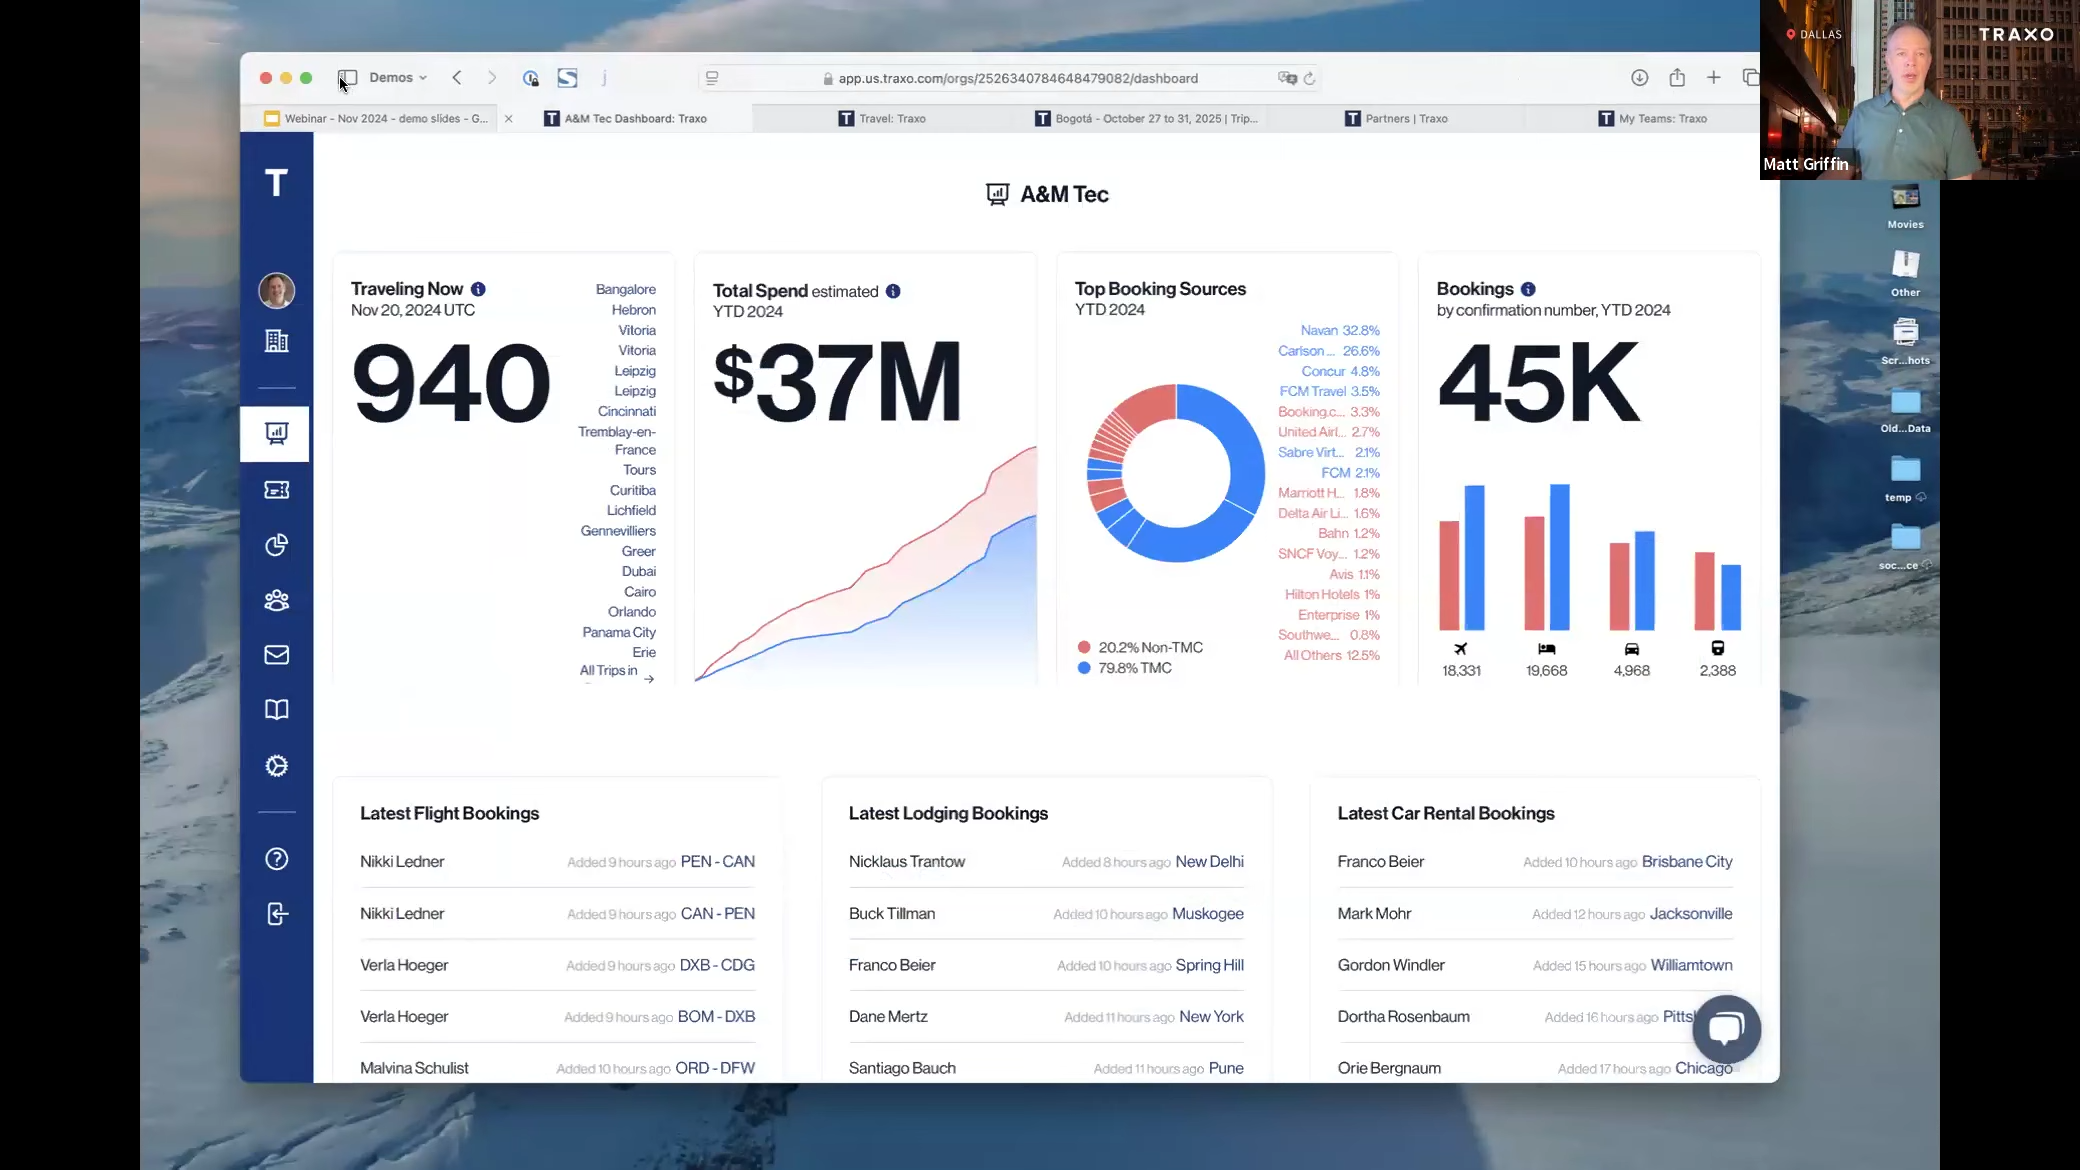 DALLAS
TRAXO
Matt Griffin
Demos
app.us.traxo.com/orgs/2526340784648479082/dashboard
Webinar - Nov 2024 - demo slides - G...
A&M Tec Dashboard: Traxo
Travel: Traxo
Bogotá - October 27 to 31, 2025 | Trip...
Partners | Traxo
My Teams: Traxo
T
A&M Tec
Traveling Now
Nov 20, 2024 UTC
940
Bangalore
Hebron
Vitoria
Vitoria
Leipzig
Leipzig
Cincinnati
Tremblay-en-
France
Tours
Curitiba
Lichfield
Gennevilliers
Greer
Dubai
Cairo
Orlando
Panama City
Erie
All Trips in
Total Spend estimated
YTD 2024
$37M
Top Booking Sources
YTD 2024
Navan 32.8%
Carlson ... 26.6%
Concur 4.8%
FCM Travel 3.5%
Booking.c... 3.3%
United Airl... 2.7%
Sabre Virt... 2.1%
FCM 2.1%
Marriott H... 1.8%
Delta Air Li... 1.6%
Bahn 1.2%
SNCF Voy... 1.2%
Avis 1.1%
Hilton Hotels 1%
Enterprise 1%
Southwe... 0.8%
All Others 12.5%
20.2% Non-TMC
79.8% TMC
Bookings
by confirmation number, YTD 2024
45K
18,331 19,668 4,968 2,388
Latest Flight Bookings
Nikki Ledner Added 9 hours ago PEN - CAN
Nikki Ledner Added 9 hours ago CAN - PEN
Verla Hoeger Added 9 hours ago DXB - CDG
Verla Hoeger Added 9 hours ago BOM - DXB
Malvina Schulist Added 10 hours ago ORD - DFW
Latest Lodging Bookings
Nicklaus Trantow Added 8 hours ago New Delhi
Buck Tillman Added 10 hours ago Muskogee
Franco Beier Added 10 hours ago Spring Hill
Dane Mertz Added 11 hours ago New York
Santiago Bauch Added 11 hours ago Pune
Latest Car Rental Bookings
Franco Beier Added 10 hours ago Brisbane City
Mark Mohr Added 12 hours ago Jacksonville
Gordon Windler Added 15 hours ago Williamtown
Dortha Rosenbaum Added 16 hours ago
Orie Bergnaum Added 17 hours ago Chicago
Movies
Other
Scr...hots
Old...Data
temp
soc...ce